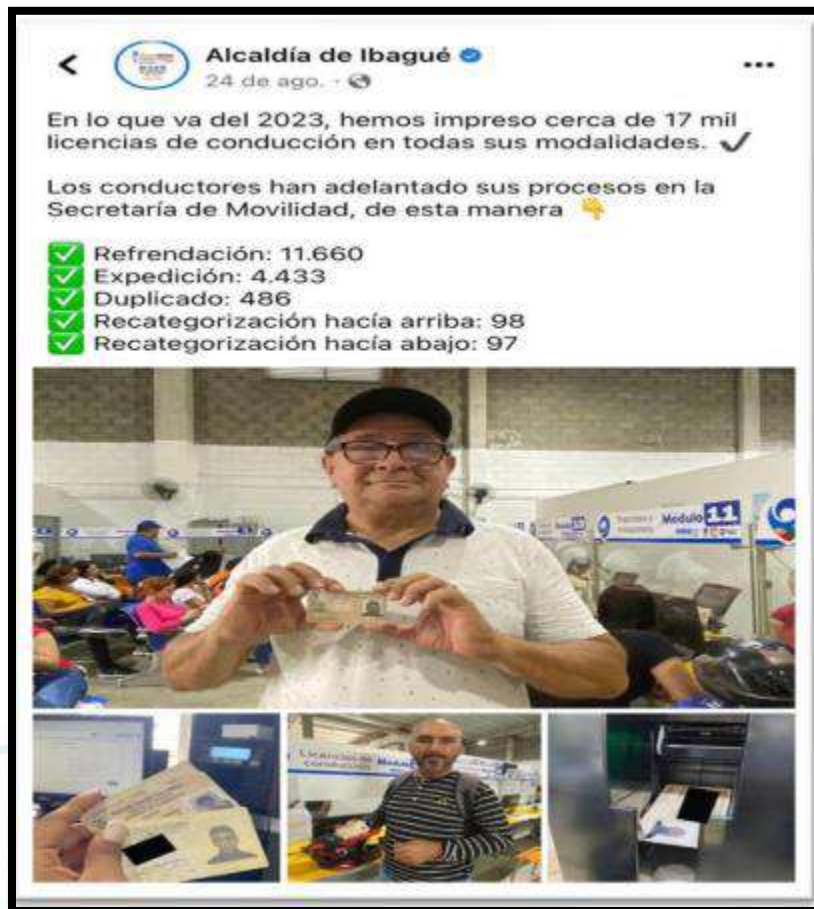 Alcaldía de Ibagué
24 de ago. ·
En lo que va del 2023, hemos impreso cerca de 17 mil
licencias de conducción en todas sus modalidades. ✔
Los conductores han adelantado sus procesos en la
Secretaría de Movilidad, de esta manera 👇
✅ Refrendación: 11.660
✅ Expedición: 4.433
✅ Duplicado: 486
✅ Recategorización hacía arriba: 98
✅ Recategorización hacía abajo: 97
Modulo 11
Licencias de
conducción